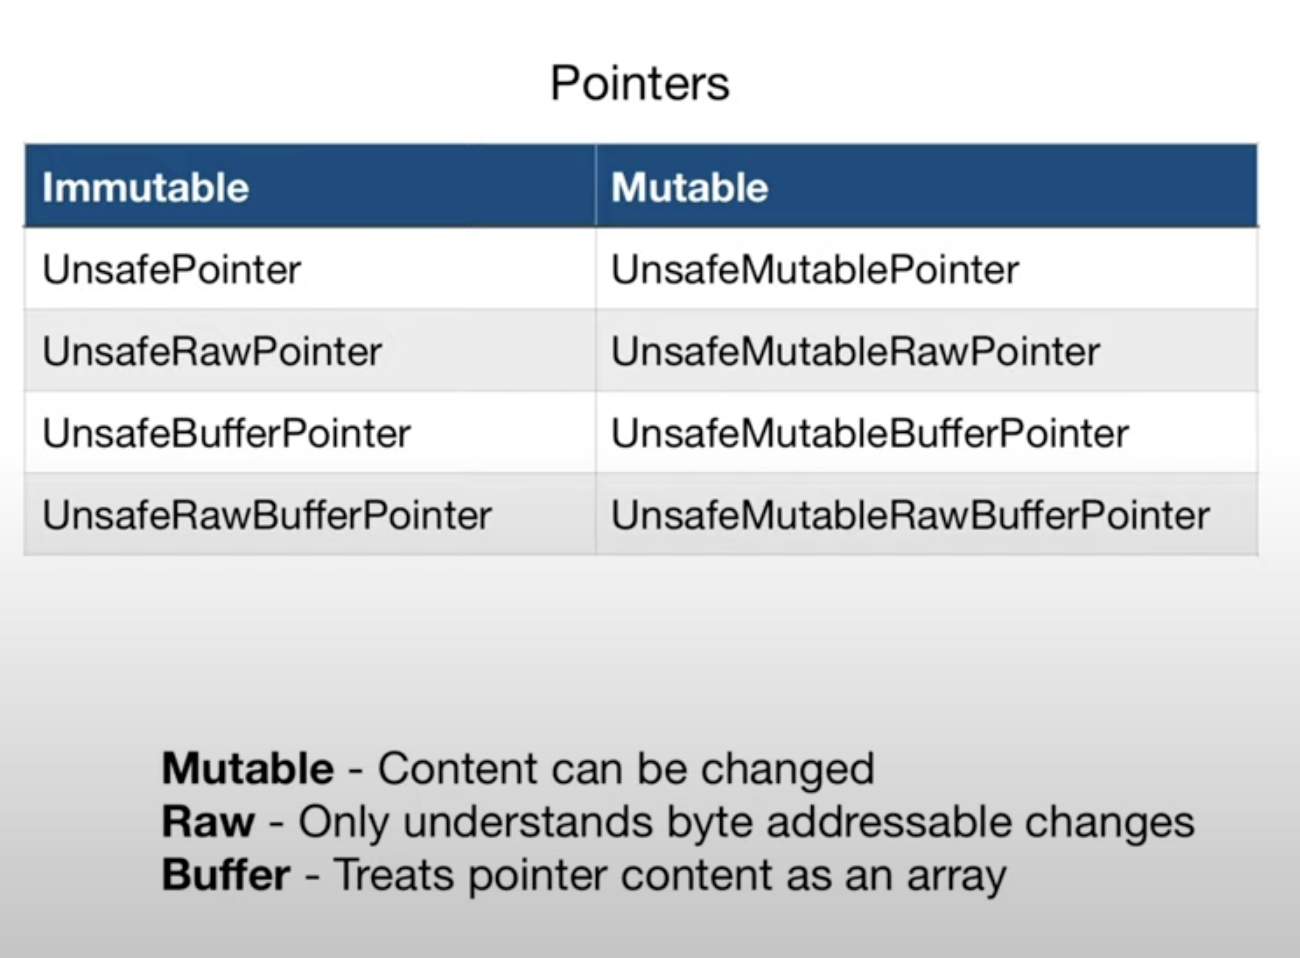 Pointers
Immutable Mutable
UnsafePointer UnsafeMutablePointer
UnsafeRawPointer UnsafeMutableRawPointer
UnsafeBufferPointer UnsafeMutableBufferPointer
UnsafeRawBufferPointer UnsafeMutableRawBufferPointer
Mutable - Content can be changed
Raw - Only understands byte addressable changes
Buffer - Treats pointer content as an array